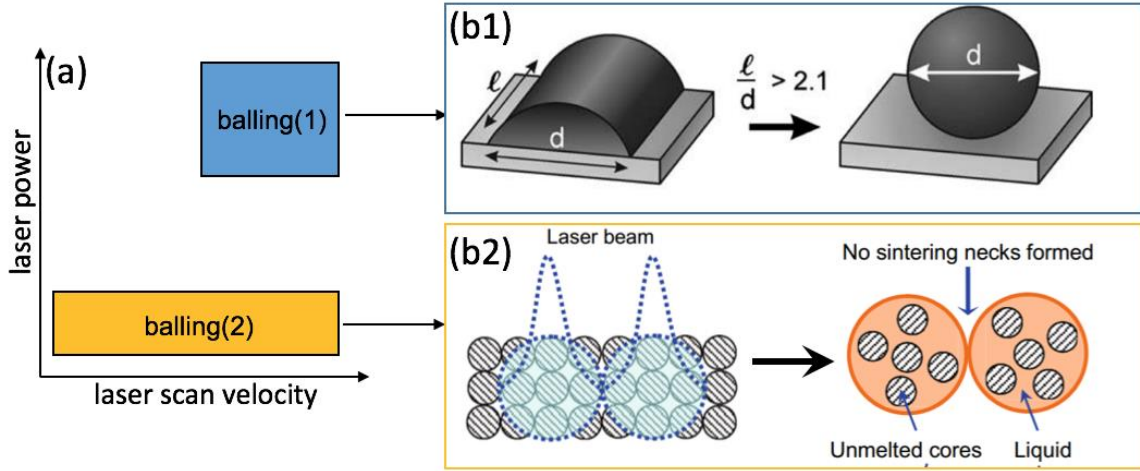 (a)
laser power
balling(1)
balling(2)
laser scan velocity
(b1)
ℓ
d
ℓ/d > 2.1
d
(b2)
Laser beam
No sintering necks formed
Unmelted cores
Liquid